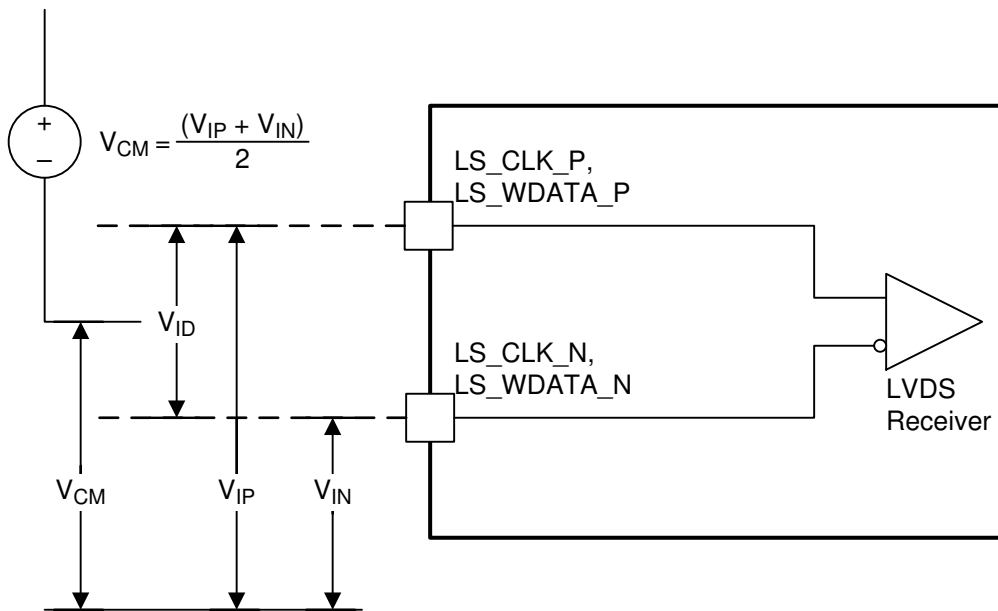 +
–
V_CM = (V_IP + V_IN)
2
LS_CLK_P,
LS_WDATA_P
V_ID
LS_CLK_N,
LS_WDATA_N
LVDS
Receiver
V_CM
V_IP
V_IN